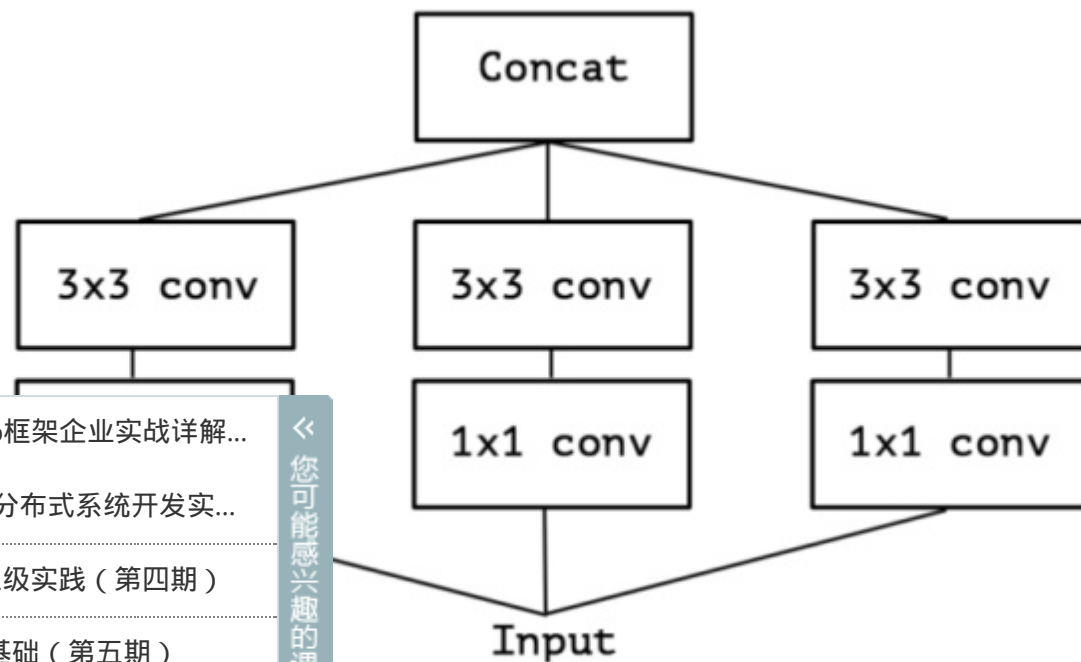 Concat
3x3 conv
3x3 conv
3x3 conv
1x1 conv
1x1 conv
框架企业实战详解...
分布式系统开发实...
级实践（第四期）
基础（第五期）
«
您可能感兴趣的
Input